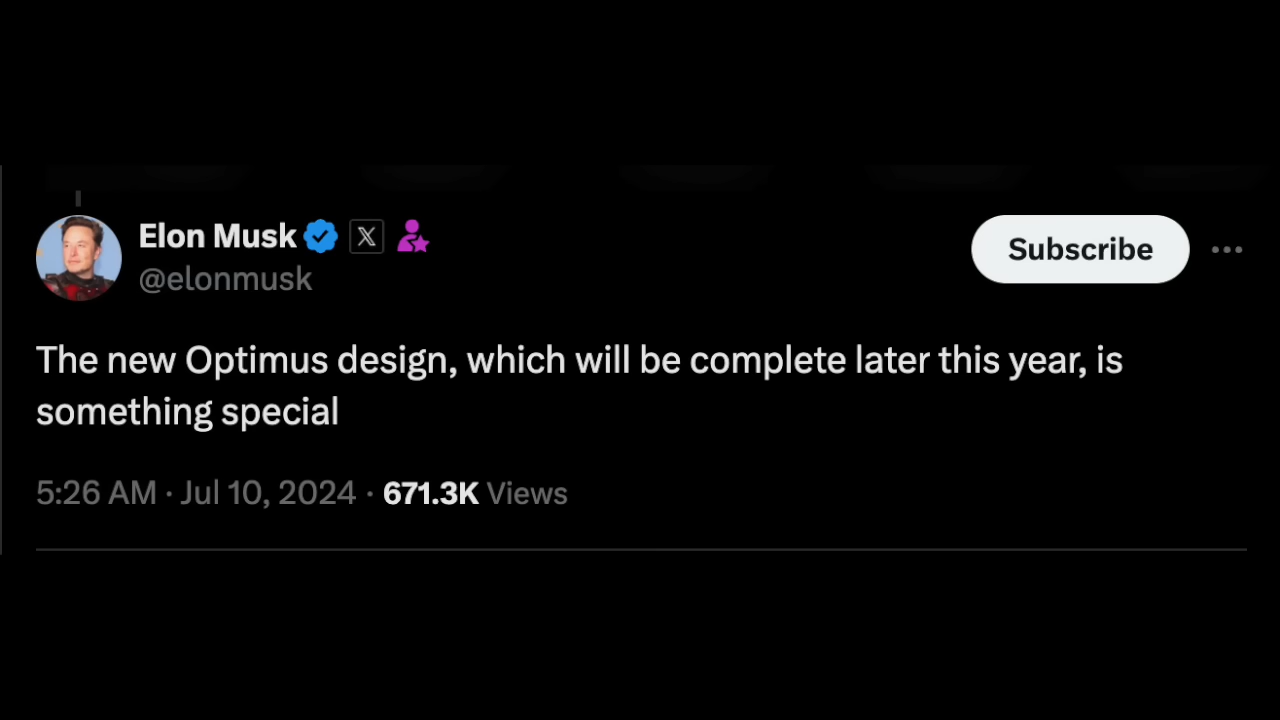 Elon Musk X
Subscribe
@elonmusk
The new Optimus design, which will be complete later this year, is
something special
5:26 AM · Jul 10, 2024 · 671.3K Views